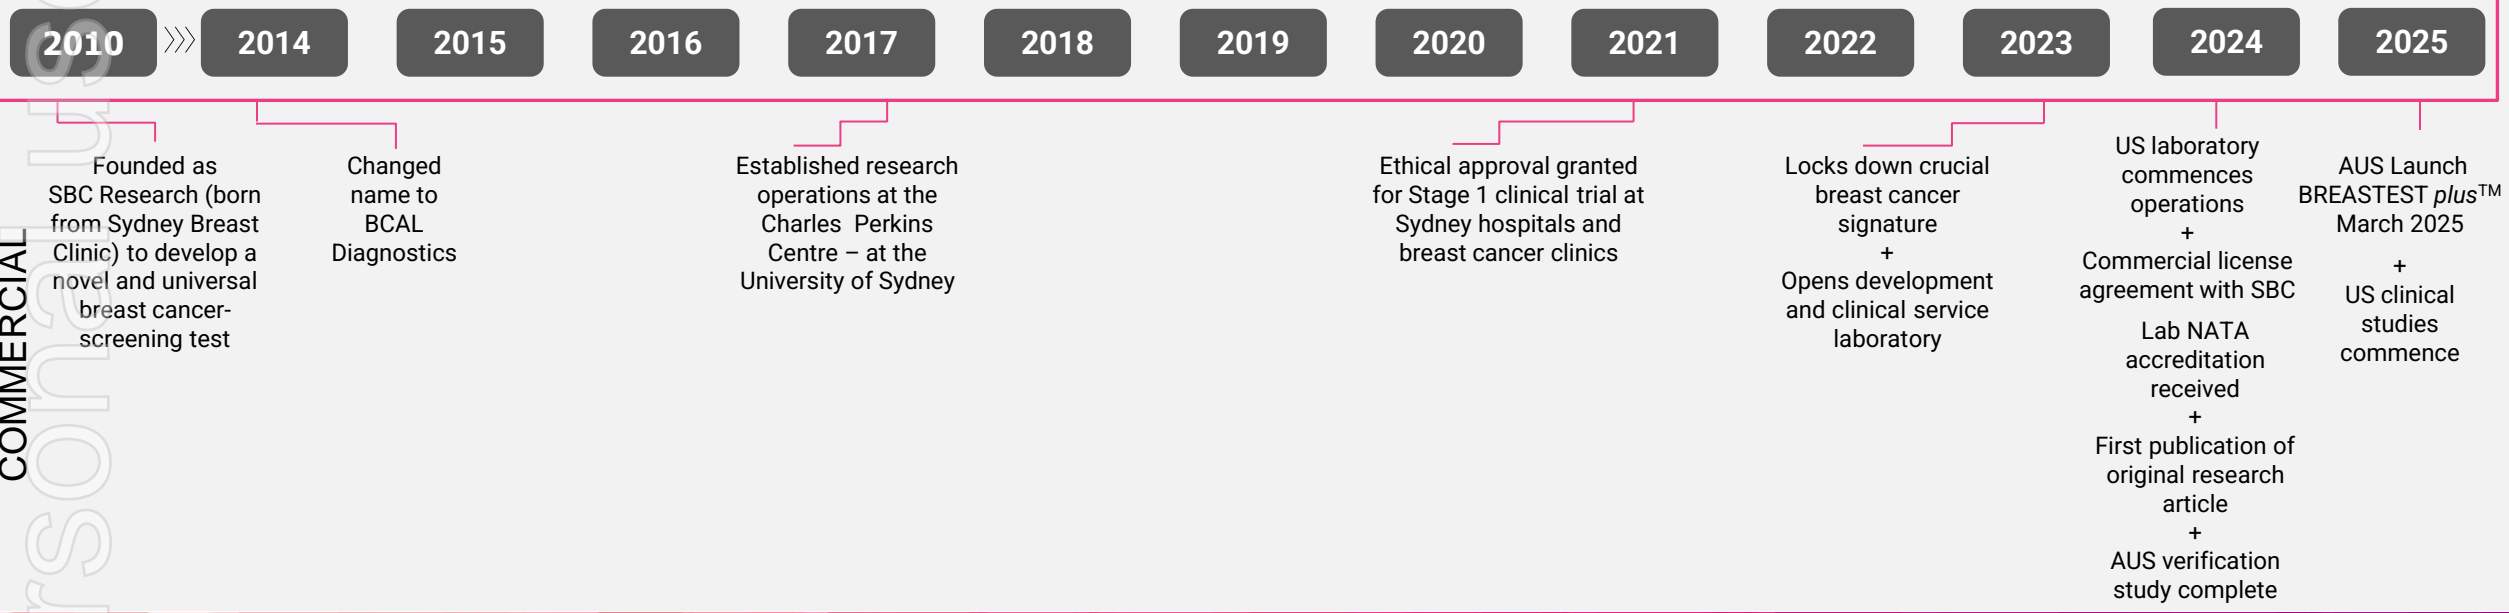 2010
2014
2015
2016
2017
2018
2019
2020
2021
2022
2023
2024
2025
COMMERCIAL
Founded as
SBC Research (born
from Sydney Breast
Clinic) to develop a
novel and universal
breast cancer-
screening test
Changed
name to
BCAL
Diagnostics
Established research
operations at the
Charles Perkins
Centre – at the
University of Sydney
Ethical approval granted
for Stage 1 clinical trial at
Sydney hospitals and
breast cancer clinics
Locks down crucial
breast cancer
signature
+
Opens development
and clinical service
laboratory
US laboratory
commences
operations
+
Commercial license
agreement with SBC
Lab NATA
accreditation
received
+
First publication of
original research
article
+
AUS verification
study complete
AUS Launch
BREASTEST plus™
March 2025
+
US clinical
studies
commence